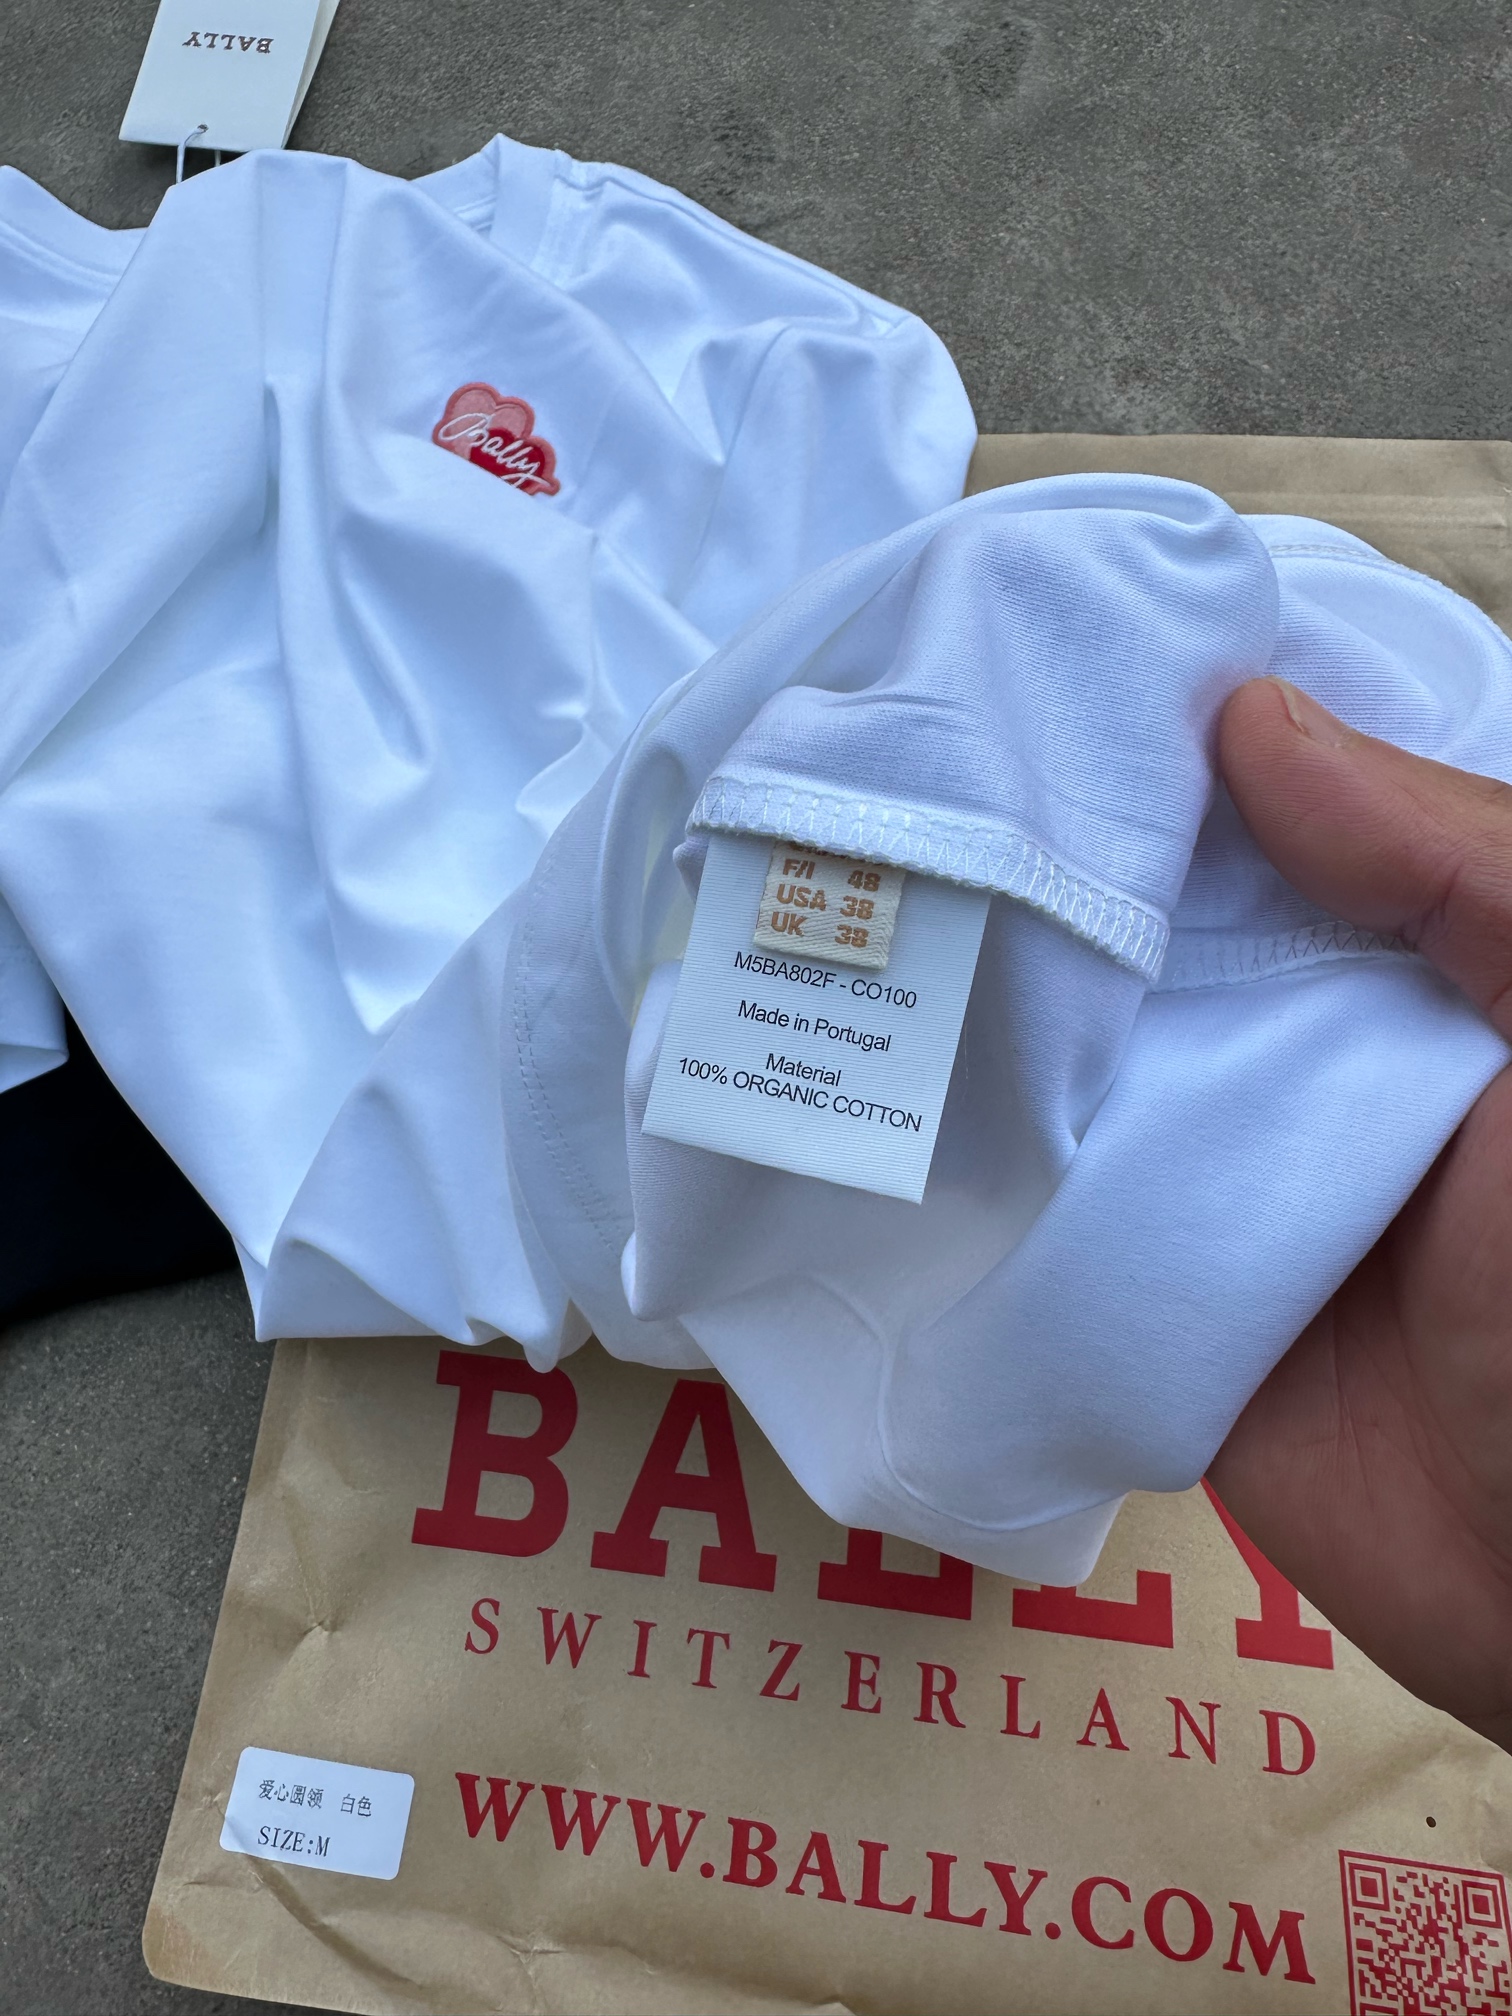 BALLY
Bally
F/I 48
USA 38
UK 38
M5BA802F - CO100
Made in Portugal
Material
100% ORGANIC COTTON
BALLY
SWITZERLAND
爱心圆领 白色
SIZE:M
WWW.BALLY.COM